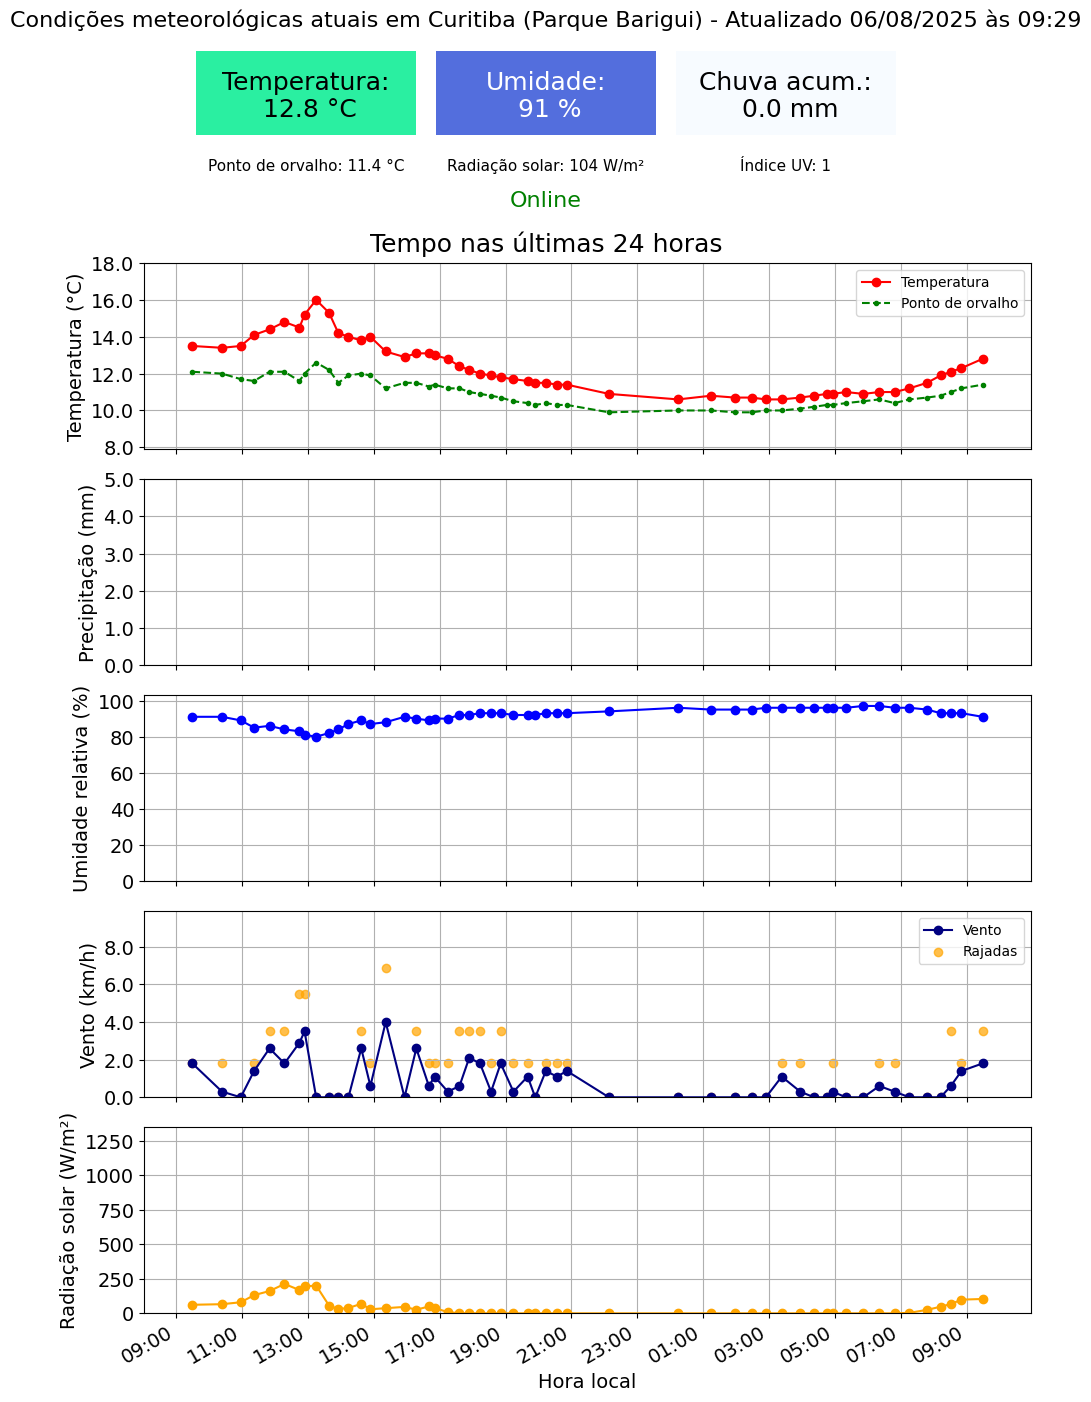 Condições meteorológicas atuais em Curitiba (Parque Barigui) - Atualizado 06/08/2025 às 09:29
Temperatura:
12.8 °C
Umidade:
91 %
Chuva acum.:
0.0 mm
Ponto de orvalho: 11.4 °C
Radiação solar: 104 W/m²
Índice UV: 1
Online
Tempo nas últimas 24 horas
Temperatura (°C)
18.0
16.0
14.0
12.0
10.0
8.0
Temperatura
Ponto de orvalho
Precipitação (mm)
5.0
4.0
3.0
2.0
1.0
0.0
Umidade relativa (%)
100
80
60
40
20
0
Vento (km/h)
8.0
6.0
4.0
2.0
0.0
Vento
Rajadas
Radiação solar (W/m²)
1250
1000
750
500
250
0
09:00
11:00
13:00
15:00
17:00
19:00
21:00
23:00
01:00
03:00
05:00
07:00
09:00
Hora local